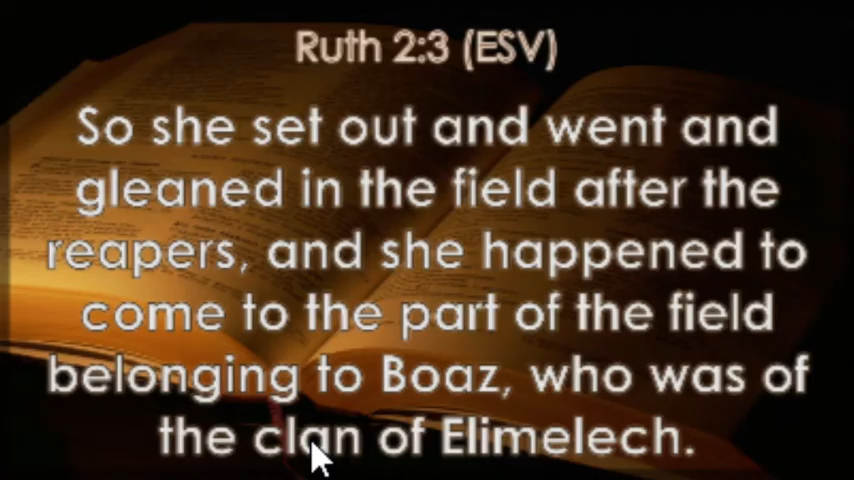 Ruth 2:3 (ESV)
So she set out and went and
gleaned in the field after the
reapers, and she happened to
come to the part of the field
belonging to Boaz, who was of
the clan of Elimelech.